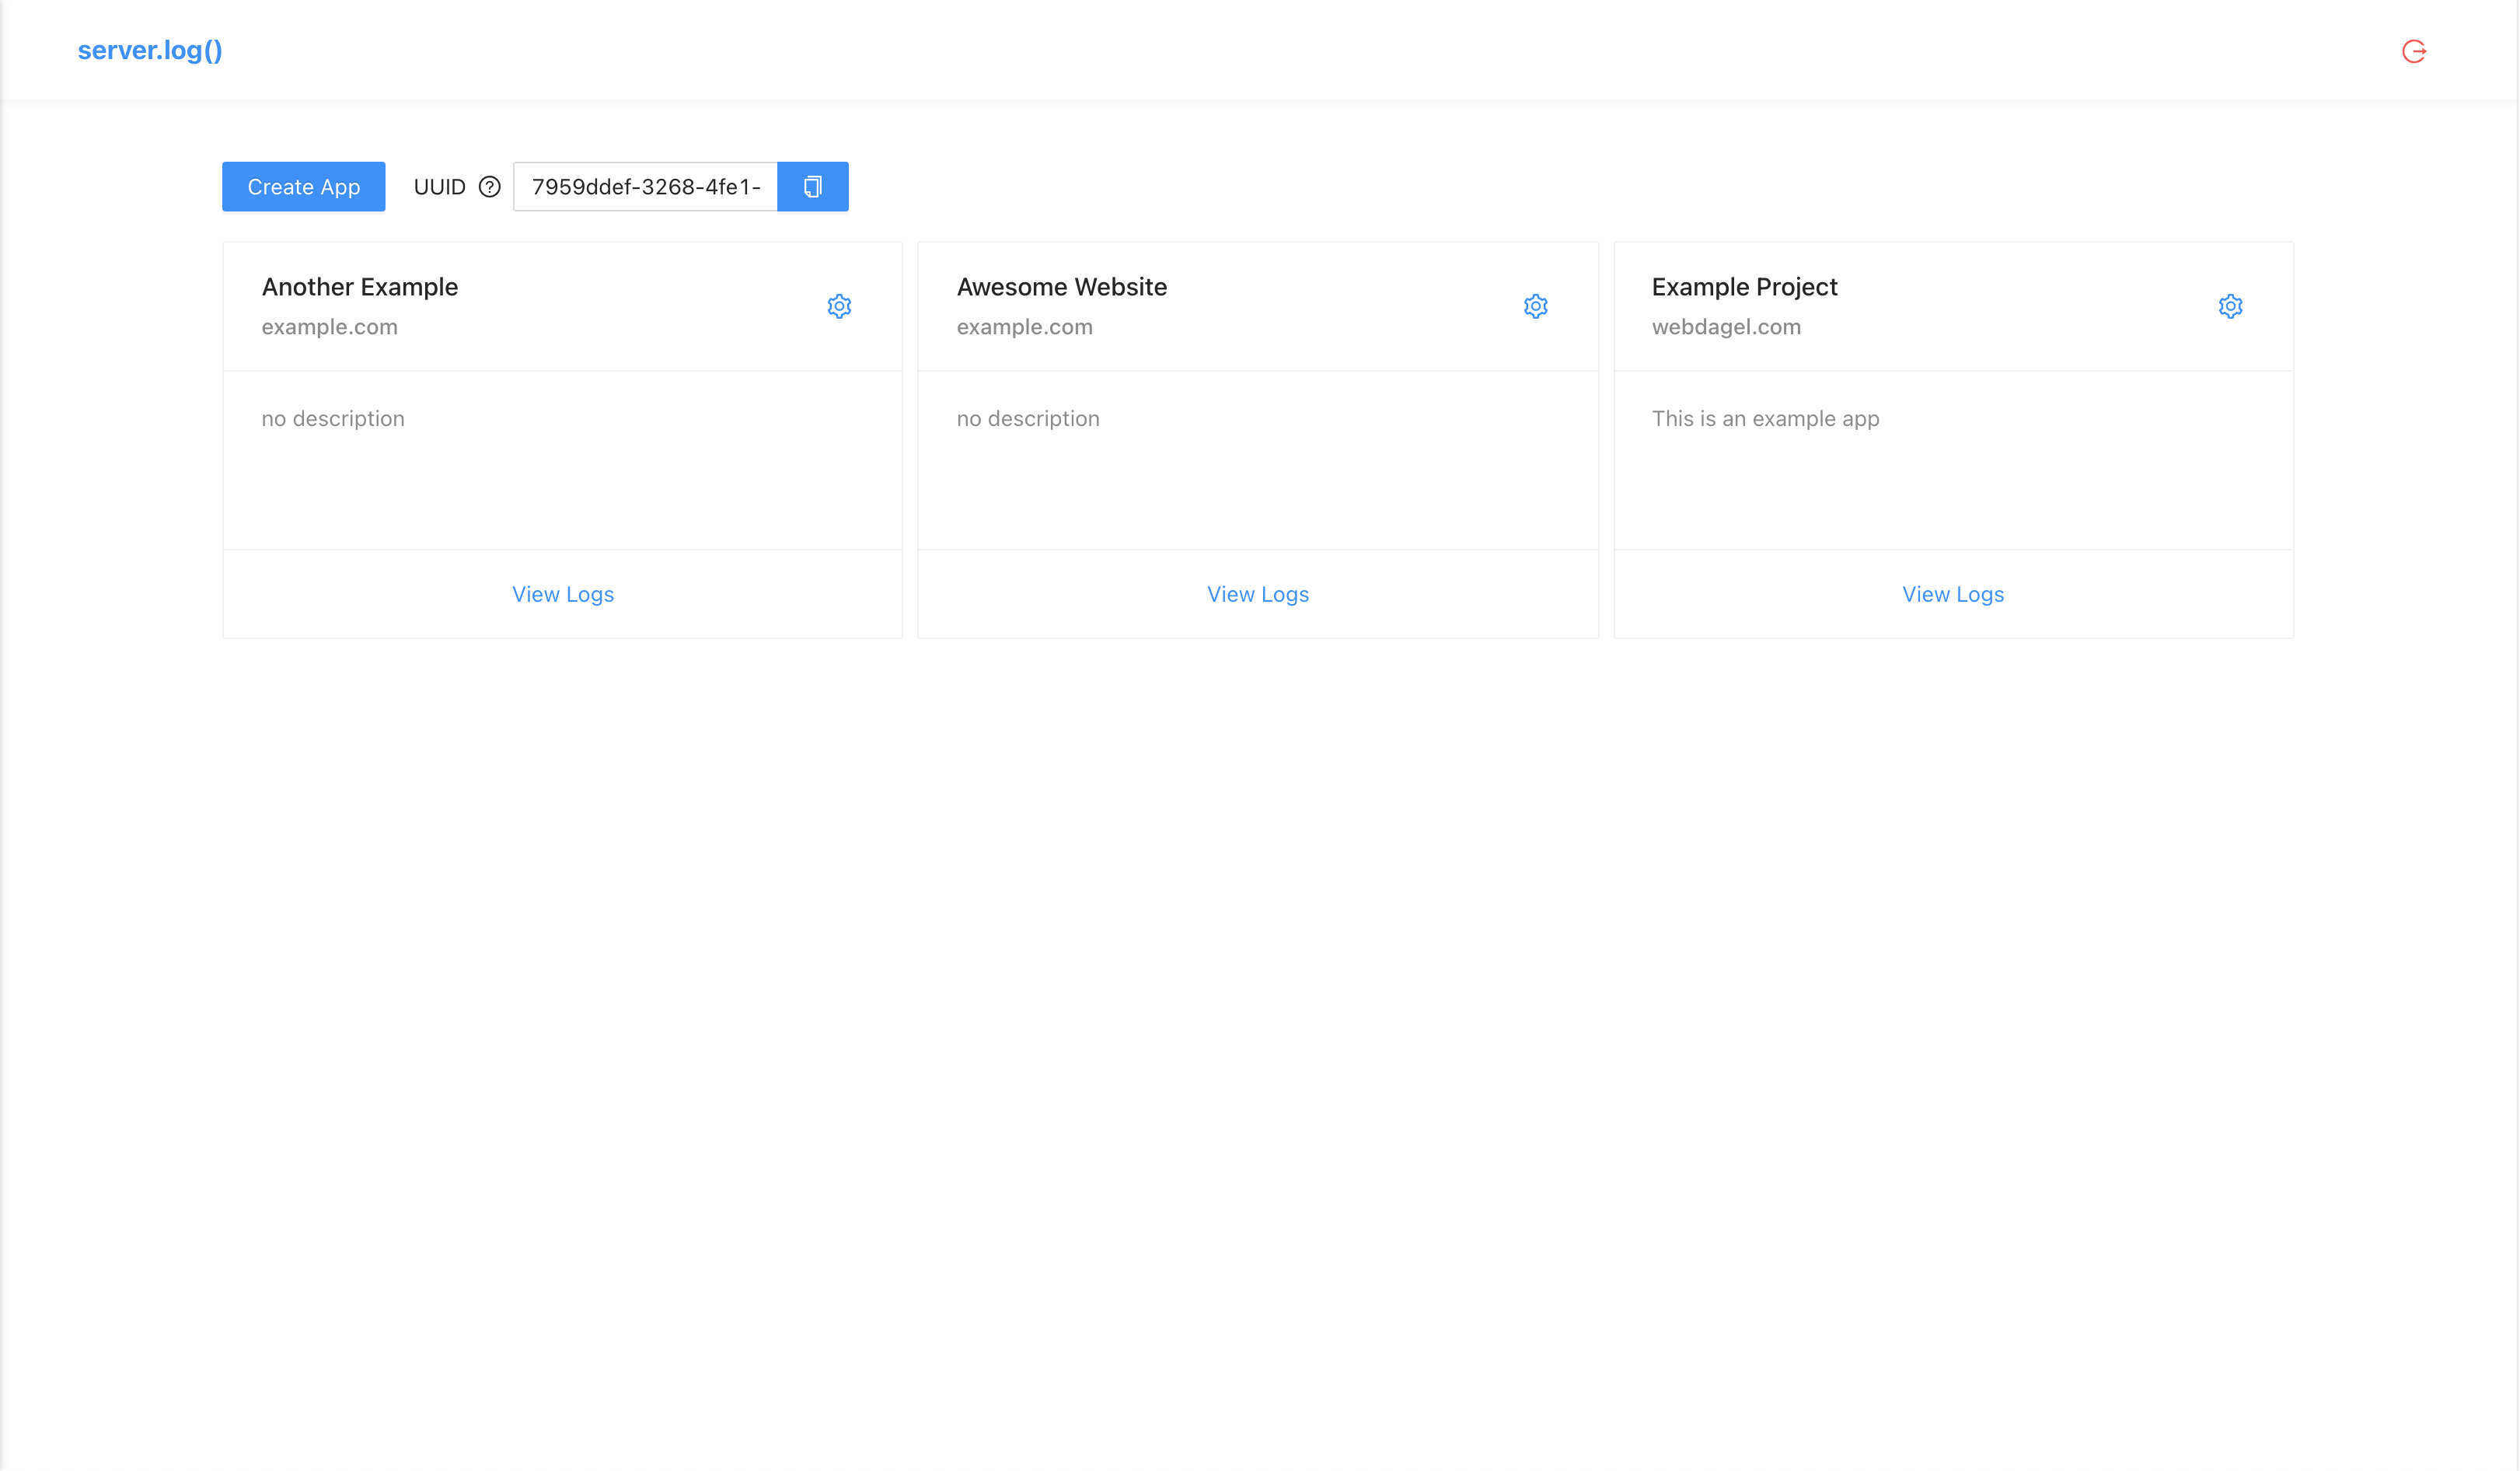 server.log()
Create App UUID 7959ddef-3268-4fe1-
Another Example
example.com
no description
View Logs
Awesome Website
example.com
no description
View Logs
Example Project
webdagel.com
This is an example app
View Logs